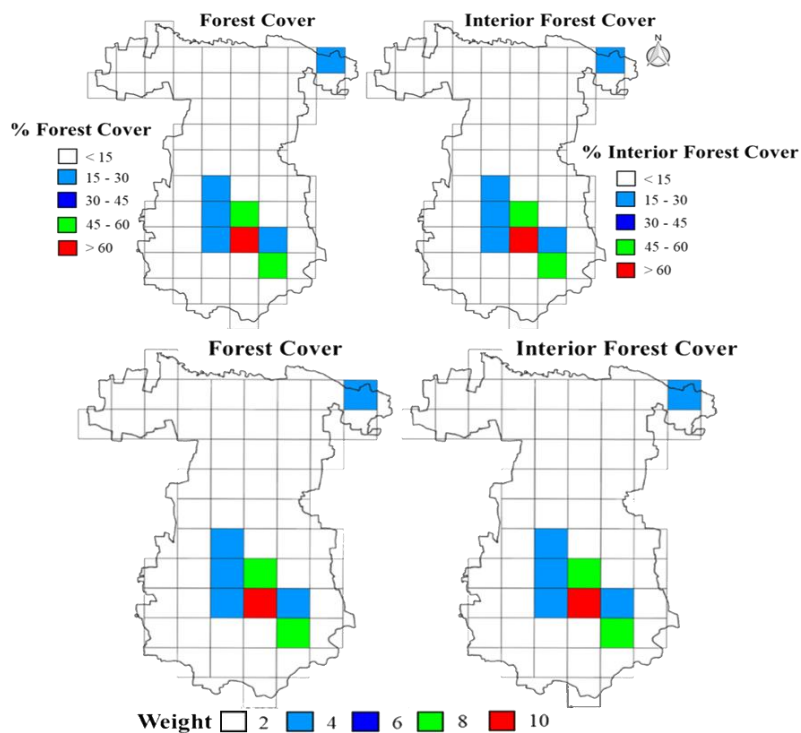 Forest Cover
Interior Forest Cover
% Forest Cover
< 15
15 - 30
30 - 45
45 - 60
> 60
% Interior Forest Cover
< 15
15 - 30
30 - 45
45 - 60
> 60
Forest Cover
Interior Forest Cover
Weight 2 4 6 8 10